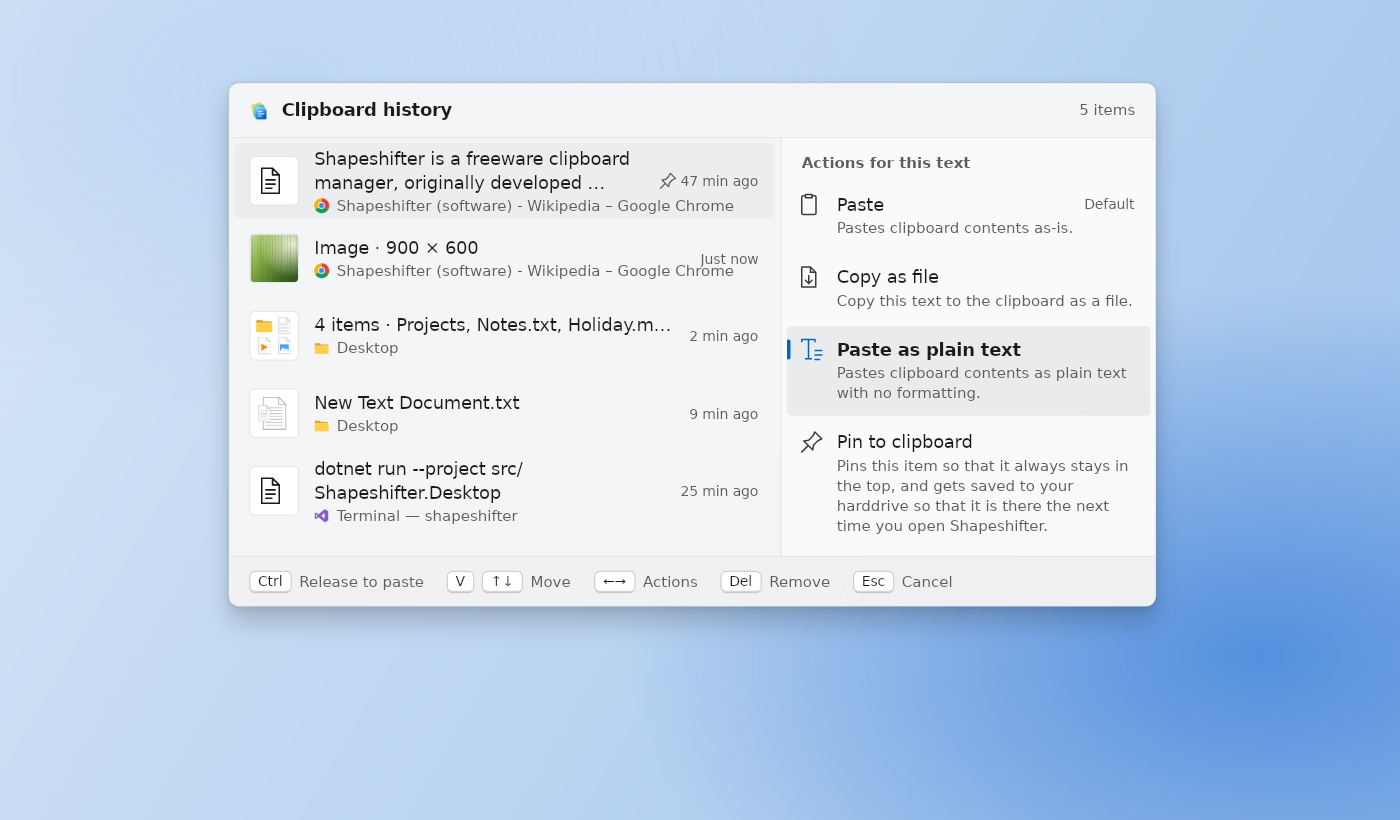 Clipboard history
5 items
Shapeshifter is a freeware clipboard
manager, originally developed …
47 min ago
Shapeshifter (software) - Wikipedia – Google Chrome
Image · 900 × 600
Just now
Shapeshifter (software) - Wikipedia – Google Chrome
4 items · Projects, Notes.txt, Holiday.m…
2 min ago
Desktop
New Text Document.txt
9 min ago
Desktop
dotnet run --project src/
Shapeshifter.Desktop
25 min ago
Terminal — shapeshifter
Actions for this text
Paste
Default
Pastes clipboard contents as-is.
Copy as file
Copy this text to the clipboard as a file.
Paste as plain text
Pastes clipboard contents as plain text
with no formatting.
Pin to clipboard
Pins this item so that it always stays in
the top, and gets saved to your
harddrive so that it is there the next
time you open Shapeshifter.
Ctrl Release to paste V ↑↓ Move ←→ Actions Del Remove Esc Cancel